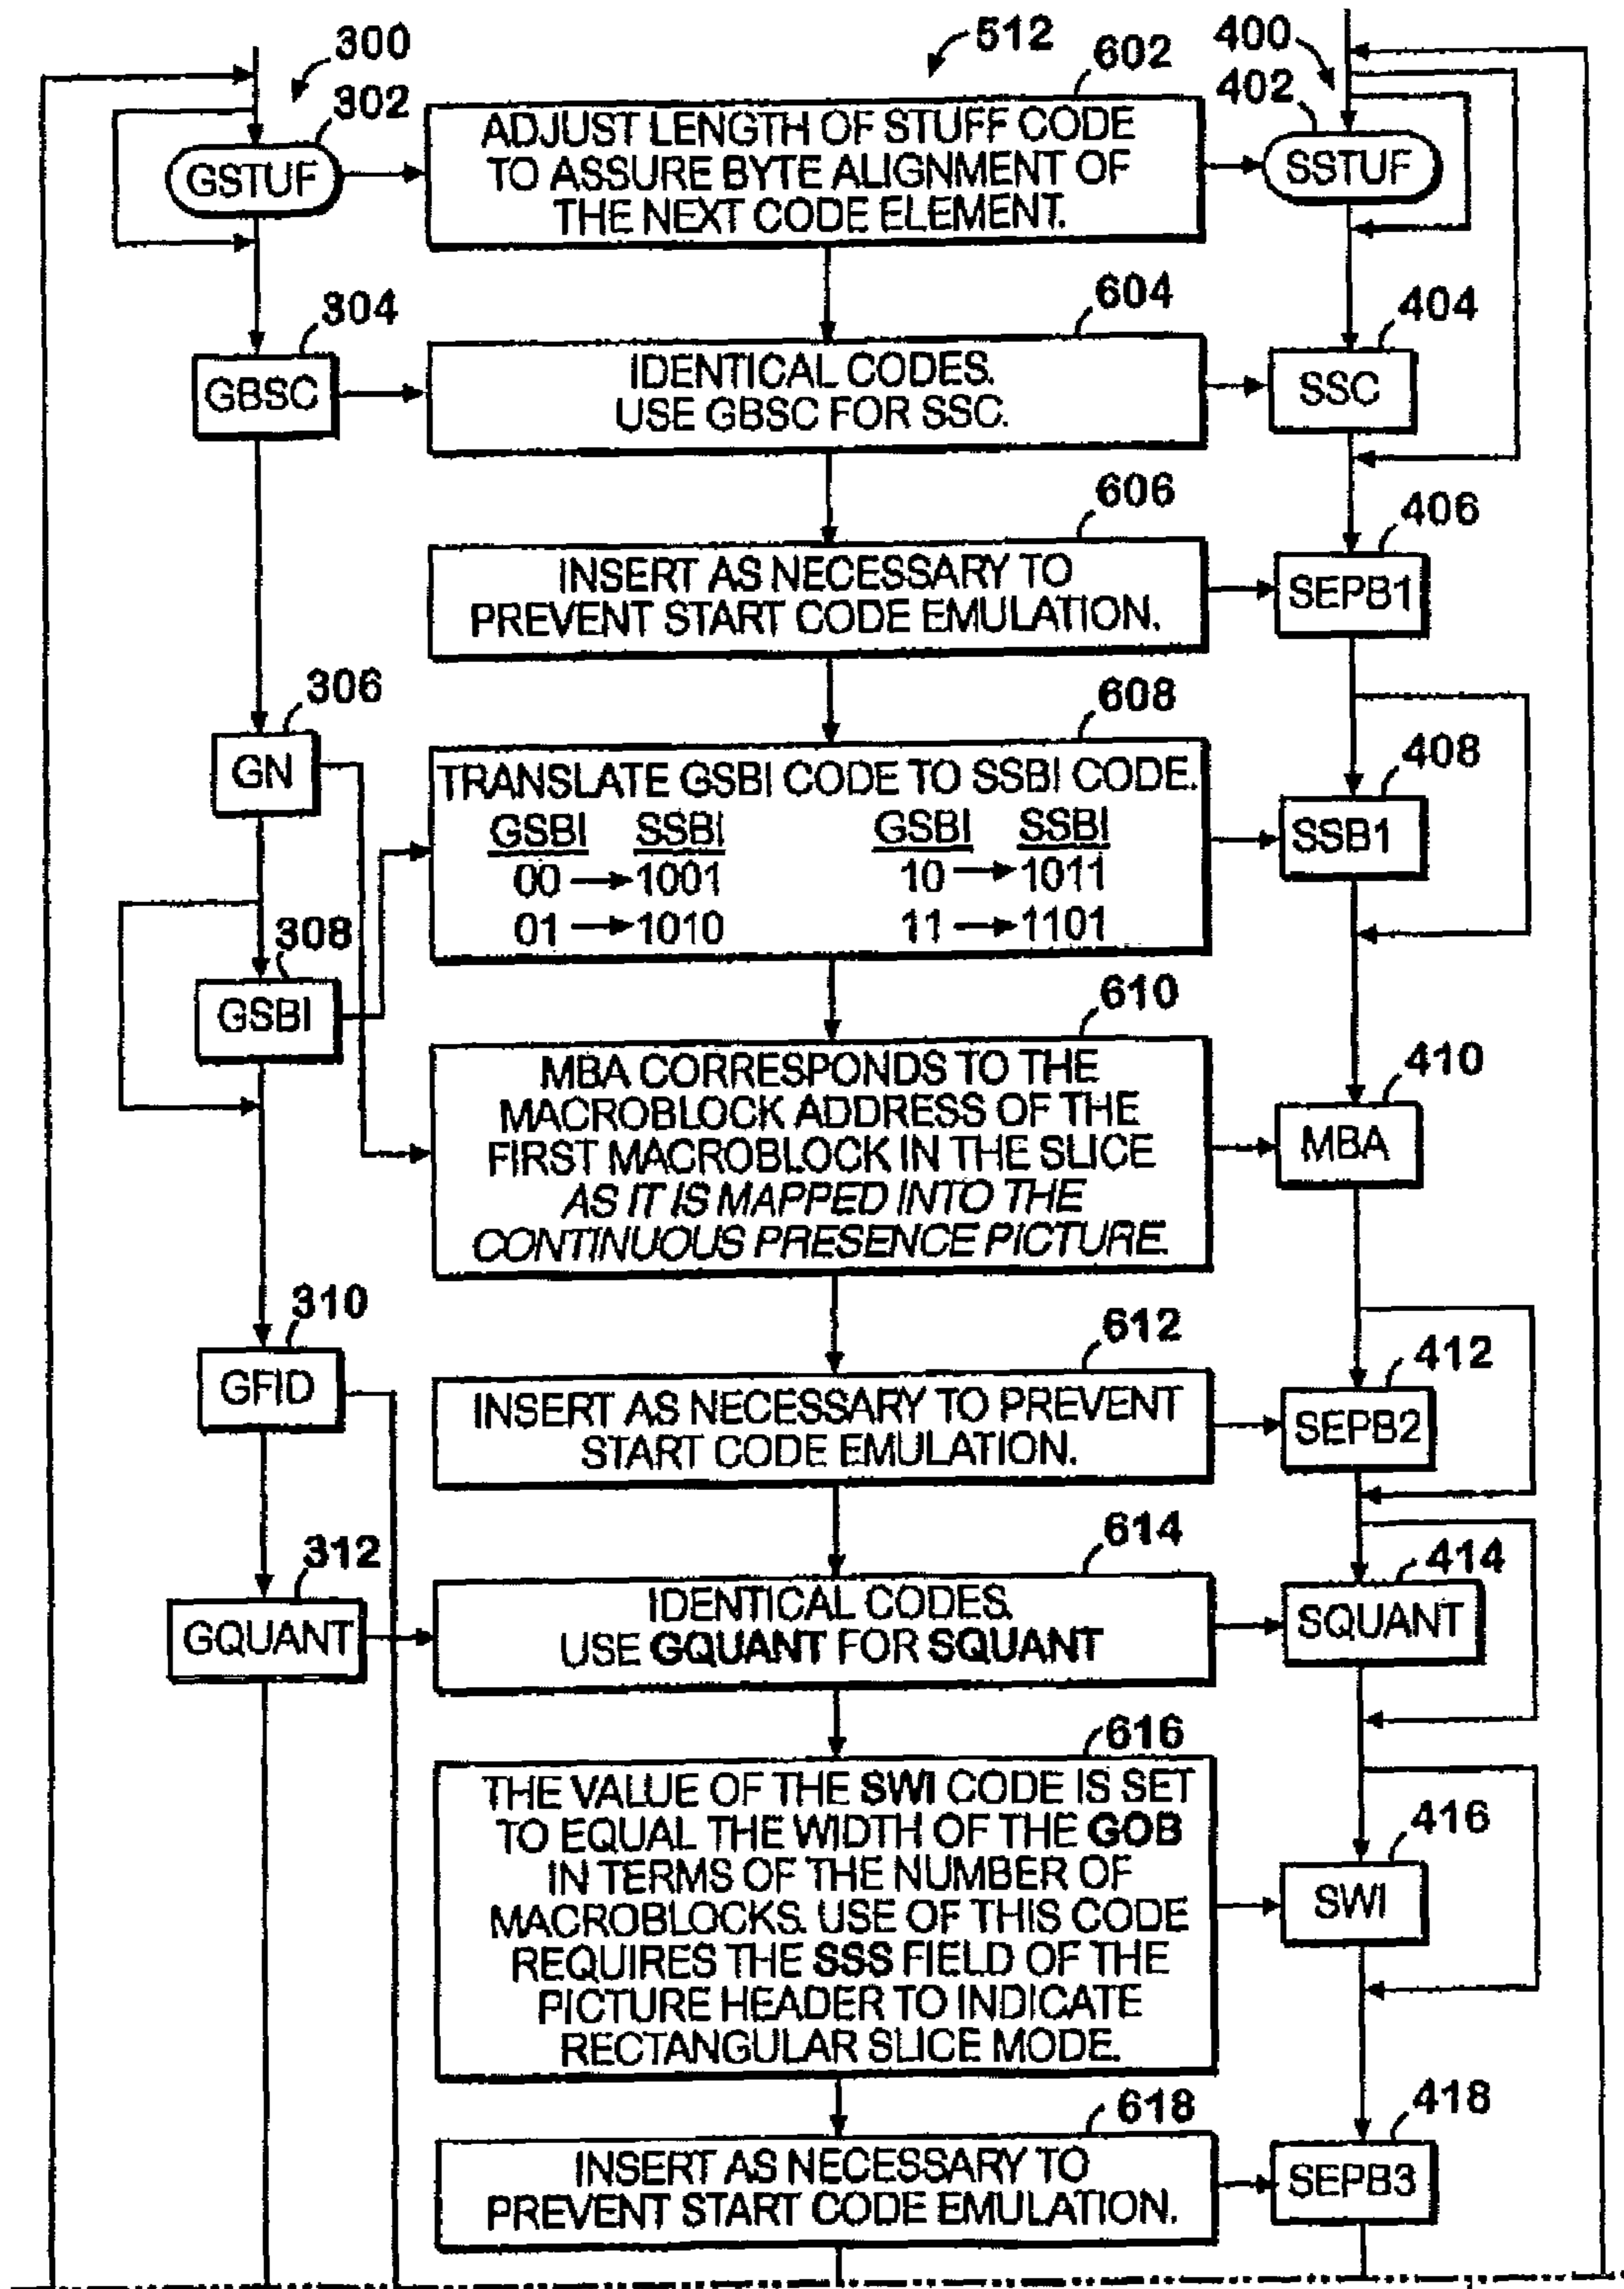 300
512
400
302
602
402
GSTUF
ADJUST LENGTH OF STUFF CODE
TO ASSURE BYTE ALIGNMENT OF
THE NEXT CODE ELEMENT.
SSTUF
304
604
404
GBSC
IDENTICAL CODES.
USE GBSC FOR SSC.
SSC
606
406
INSERT AS NECESSARY TO
PREVENT START CODE EMULATION.
SEPB1
306
608
408
GN
TRANSLATE GSBI CODE TO SSBI CODE.
GSBI SSBI GSBI SSBI
00 → 1001 10 → 1011
01 → 1010 11 → 1101
SSB1
308
GSBI
610
410
MBA CORRESPONDS TO THE
MACROBLOCK ADDRESS OF THE
FIRST MACROBLOCK IN THE SLICE
AS IT IS MAPPED INTO THE
CONTINUOUS PRESENCE PICTURE.
MBA
310
612
412
GFID
INSERT AS NECESSARY TO PREVENT
START CODE EMULATION.
SEPB2
312
614
414
GQUANT
IDENTICAL CODES.
USE GQUANT FOR SQUANT
SQUANT
616
416
THE VALUE OF THE SWI CODE IS SET
TO EQUAL THE WIDTH OF THE GOB
IN TERMS OF THE NUMBER OF
MACROBLOCKS. USE OF THIS CODE
REQUIRES THE SSS FIELD OF THE
PICTURE HEADER TO INDICATE
RECTANGULAR SLICE MODE.
SWI
618
418
INSERT AS NECESSARY TO
PREVENT START CODE EMULATION.
SEPB3